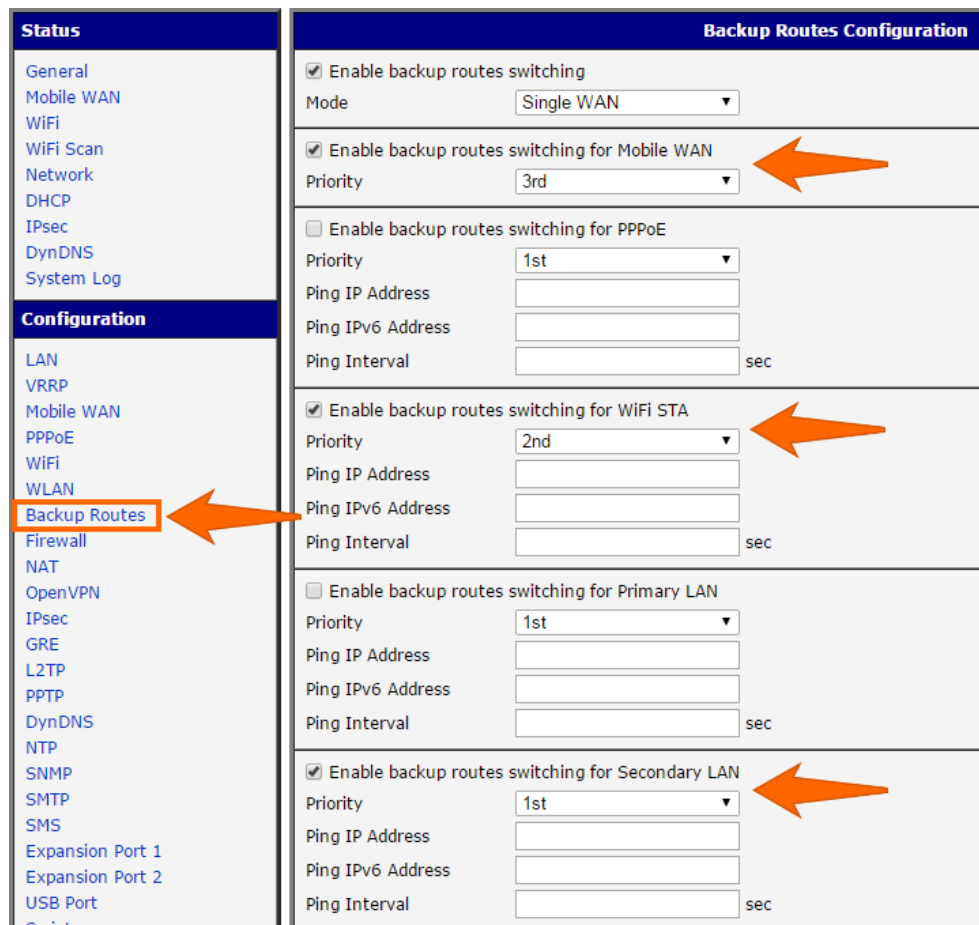 Status
General
Mobile WAN
WiFi
WiFi Scan
Network
DHCP
IPsec
DynDNS
System Log
Configuration
LAN
VRRP
Mobile WAN
PPPoE
WiFi
WLAN
Backup Routes
Firewall
NAT
OpenVPN
IPsec
GRE
L2TP
PPTP
DynDNS
NTP
SNMP
SMTP
SMS
Expansion Port 1
Expansion Port 2
USB Port
Backup Routes Configuration
Enable backup routes switching
Mode Single WAN
Enable backup routes switching for Mobile WAN
Priority 3rd
Enable backup routes switching for PPPoE
Priority 1st
Ping IP Address
Ping IPv6 Address
Ping Interval sec
Enable backup routes switching for WiFi STA
Priority 2nd
Ping IP Address
Ping IPv6 Address
Ping Interval sec
Enable backup routes switching for Primary LAN
Priority 1st
Ping IP Address
Ping IPv6 Address
Ping Interval sec
Enable backup routes switching for Secondary LAN
Priority 1st
Ping IP Address
Ping IPv6 Address
Ping Interval sec